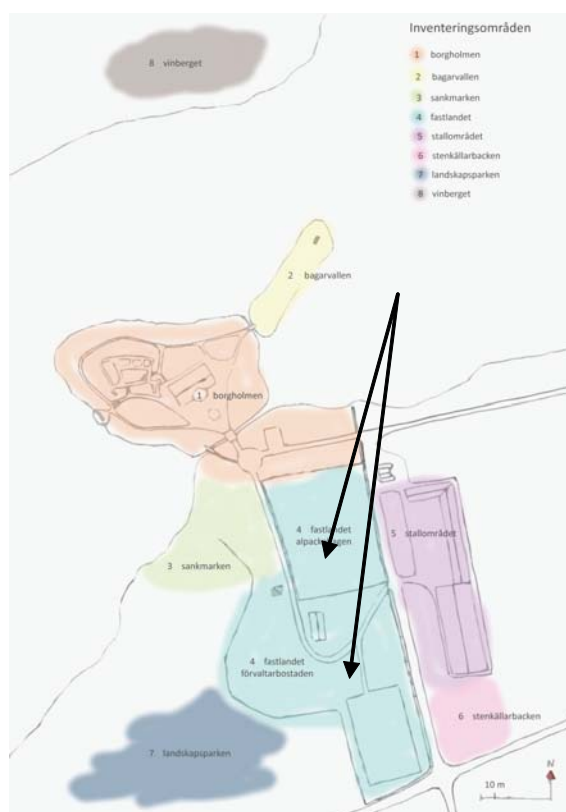 Inventeringsområden
1 borgholmen
2 bagarvallen
3 sankmarken
4 fastlandet
5 stallområdet
6 stenkällarbacken
7 landskapsparken
8 vinberget
8 vinberget
2 bagarvallen
1 borgholmen
4 fastlandet
5 stallområdet
3 sankmarken
4 fastlandet
förvaltarbostaden
6 stenkällarbacken
7 landskapsparken
N
10 m